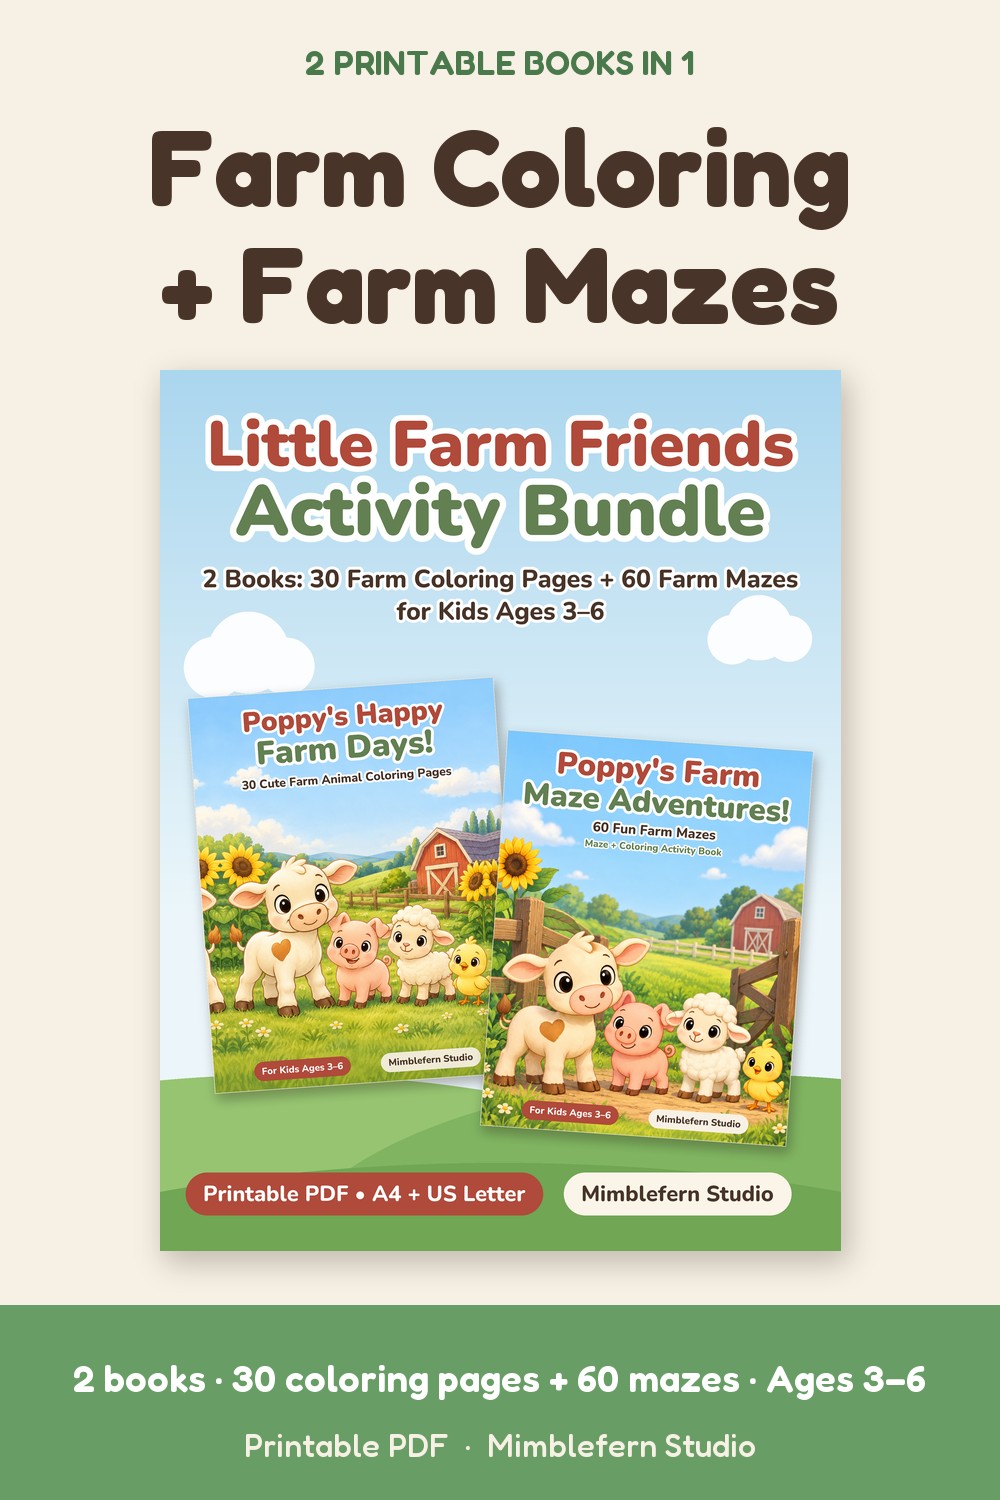 2 PRINTABLE BOOKS IN 1
Farm Coloring
+ Farm Mazes
Little Farm Friends
Activity Bundle
2 Books: 30 Farm Coloring Pages + 60 Farm Mazes
for Kids Ages 3–6
Poppy's Happy
Farm Days!
30 Cute Farm Animal Coloring Pages
For Kids Ages 3–6
Mimblefern Studio
Poppy's Farm
Maze Adventures!
60 Fun Farm Mazes
Maze + Coloring Activity Book
For Kids Ages 3–6
Mimblefern Studio
Printable PDF • A4 + US Letter
Mimblefern Studio
2 books · 30 coloring pages + 60 mazes · Ages 3–6
Printable PDF · Mimblefern Studio